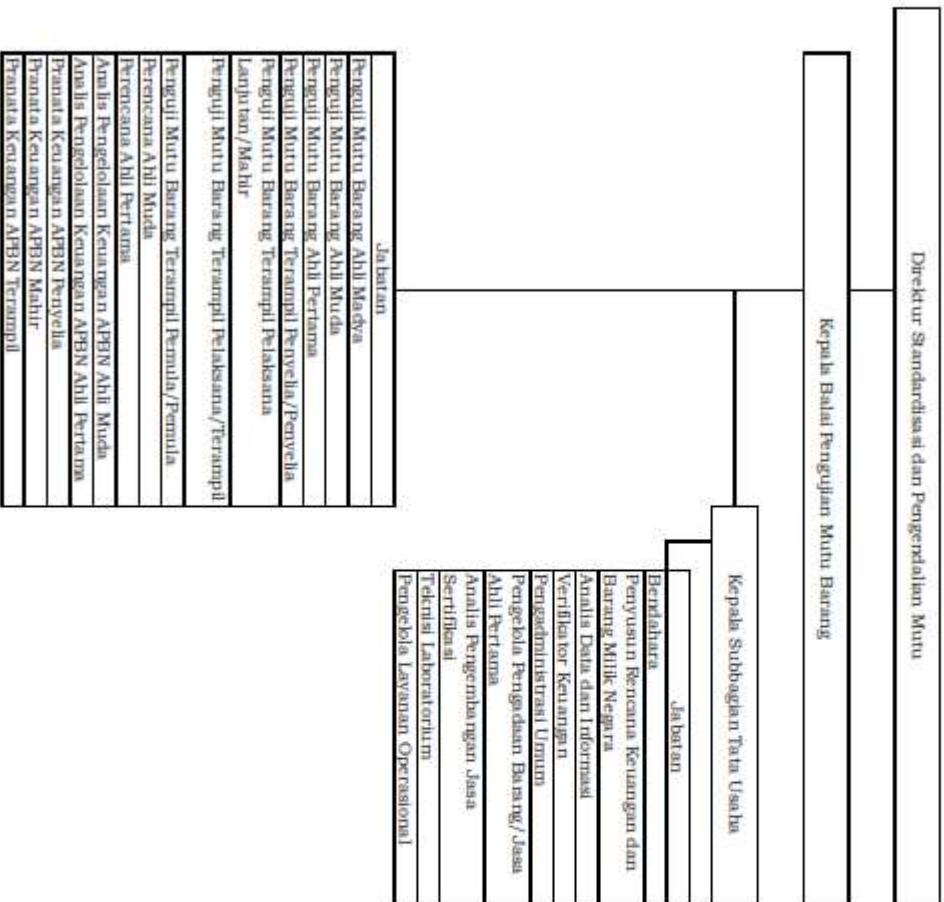 Direktur Standardisasi dan Pengendalian Mutu
Kepala Balai Pengujian Mutu Barang
Kepala Subbagian Tata Usaha
Jabatan
Bendahara
Penyusun Rencana Keuangan dan
Barang Milik Negara
Analis Data dan Informasi
Verifikator Keuangan
Pengadministrasi Umum
Pengelola Pengadaan Barang/Jasa
Ahli Pertama
Analis Pengembangan Jasa
Sertifikasi
Teknisi Laboratorium
Pengelola Layanan Operasional
Jabatan
Penguji Mutu Barang Ahli Madya
Penguji Mutu Barang Ahli Muda
Penguji Mutu Barang Ahli Pertama
Penguji Mutu Barang Terampil Penyelia/Penyelia
Penguji Mutu Barang Terampil Pelaksana
Lanjutan/Mahir
Penguji Mutu Barang Terampil Pelaksana/Terampil
Penguji Mutu Barang Terampil Pemula/Pemula
Perencana Ahli Muda
Perencana Ahli Pertama
Analis Pengelolaan Keuangan APBN Ahli Muda
Analis Pengelolaan Keuangan APBN Ahli Pertama
Pranata Keuangan APBN Penyelia
Pranata Keuangan APBN Mahir
Pranata Keuangan APBN Terampil